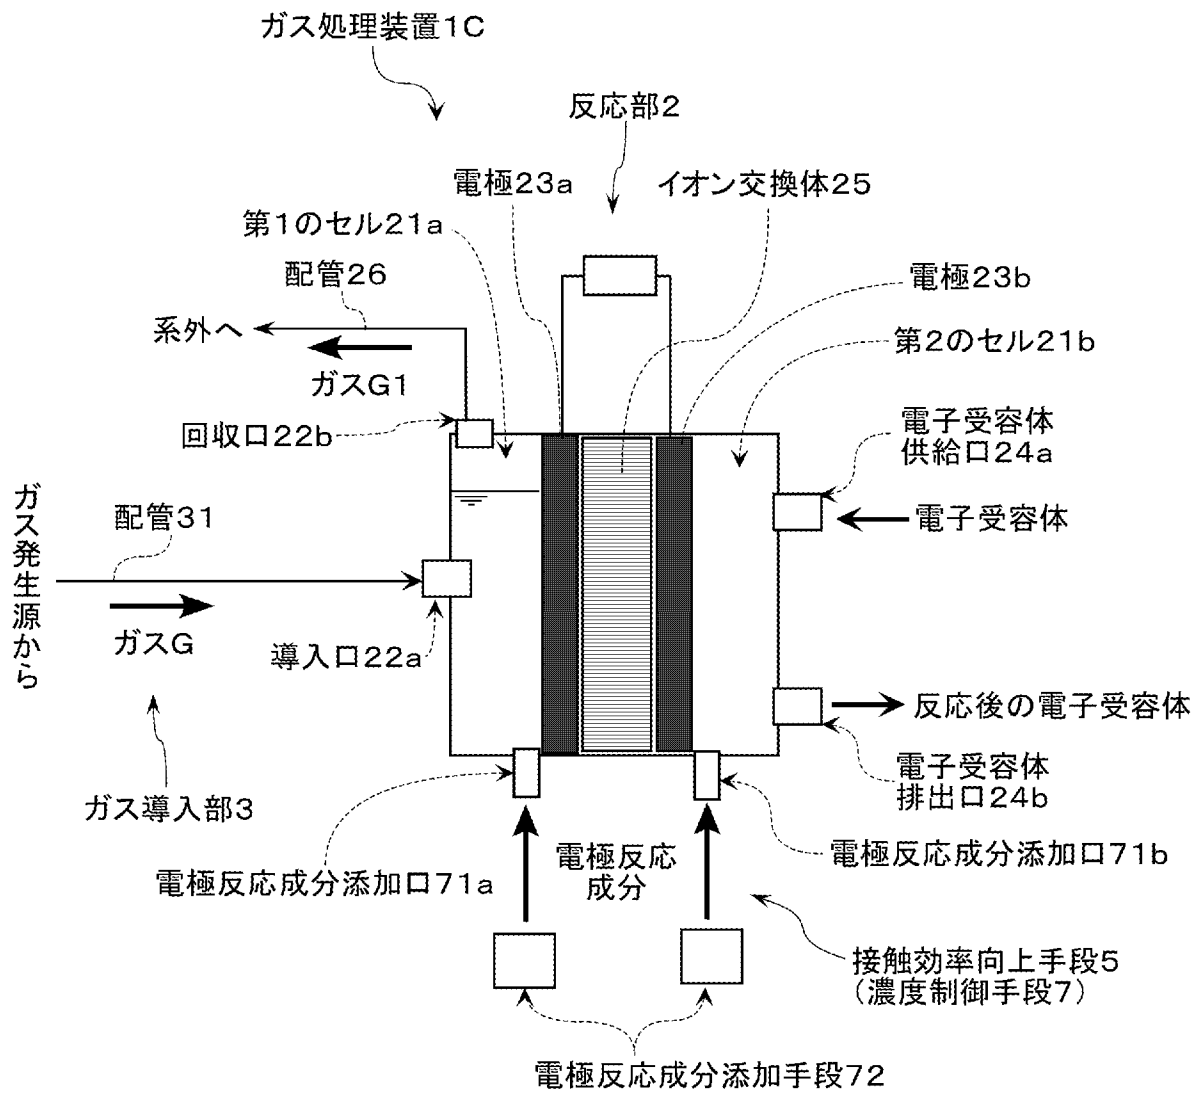 ガス処理装置1C
反応部2
電極23a
イオン交換体25
第1のセル21a
配管26
電極23b
系外へ
第2のセル21b
ガスG1
回収口22b
電子受容体
供給口24a
ガス発生源から
配管31
電子受容体
ガスG
導入口22a
反応後の電子受容体
電子受容体
排出口24b
ガス導入部3
電極反応
成分
電極反応成分添加口71b
電極反応成分添加口71a
接触効率向上手段5
（濃度制御手段7）
電極反応成分添加手段72